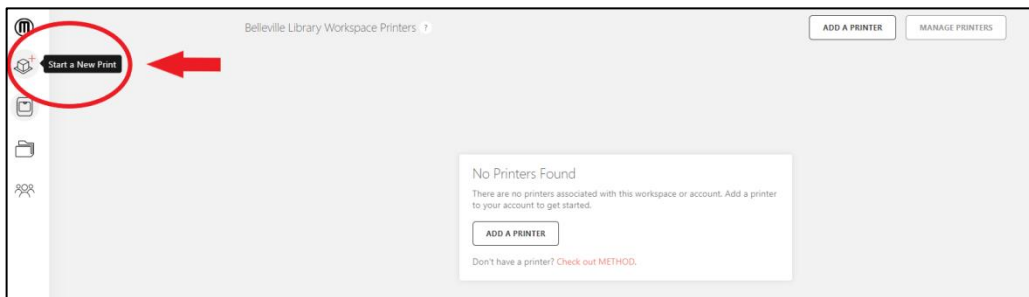 Belleville Library Workspace Printers ?
ADD A PRINTER
MANAGE PRINTERS
Start a New Print
No Printers Found
There are no printers associated with this workspace or account. Add a printer
to your account to get started.
ADD A PRINTER
Don't have a printer? Check out METHOD.